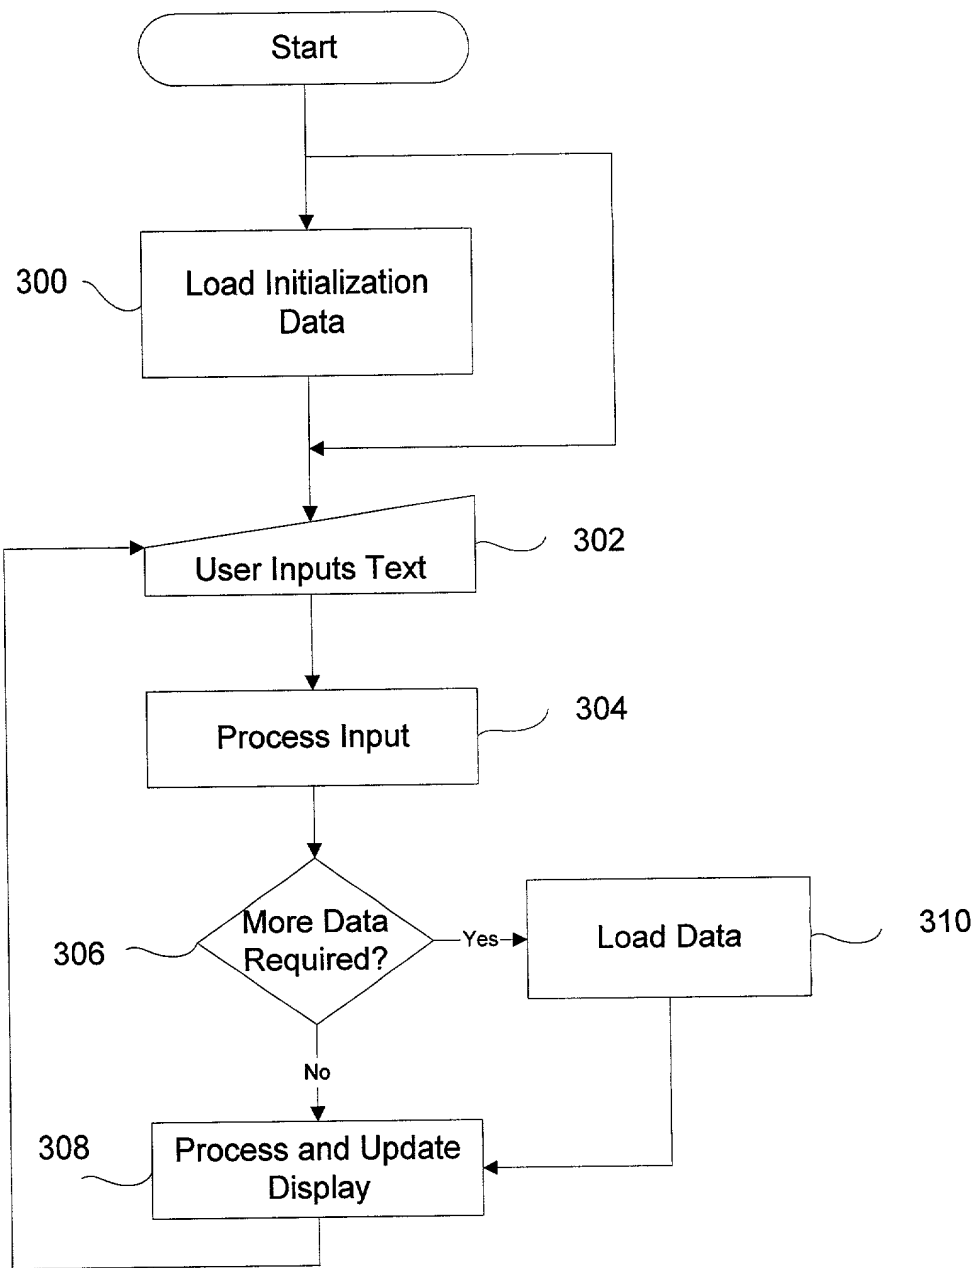 Start
300
Load Initialization
Data
302
User Inputs Text
304
Process Input
306
More Data
Required?
Yes
Load Data
310
No
308
Process and Update
Display